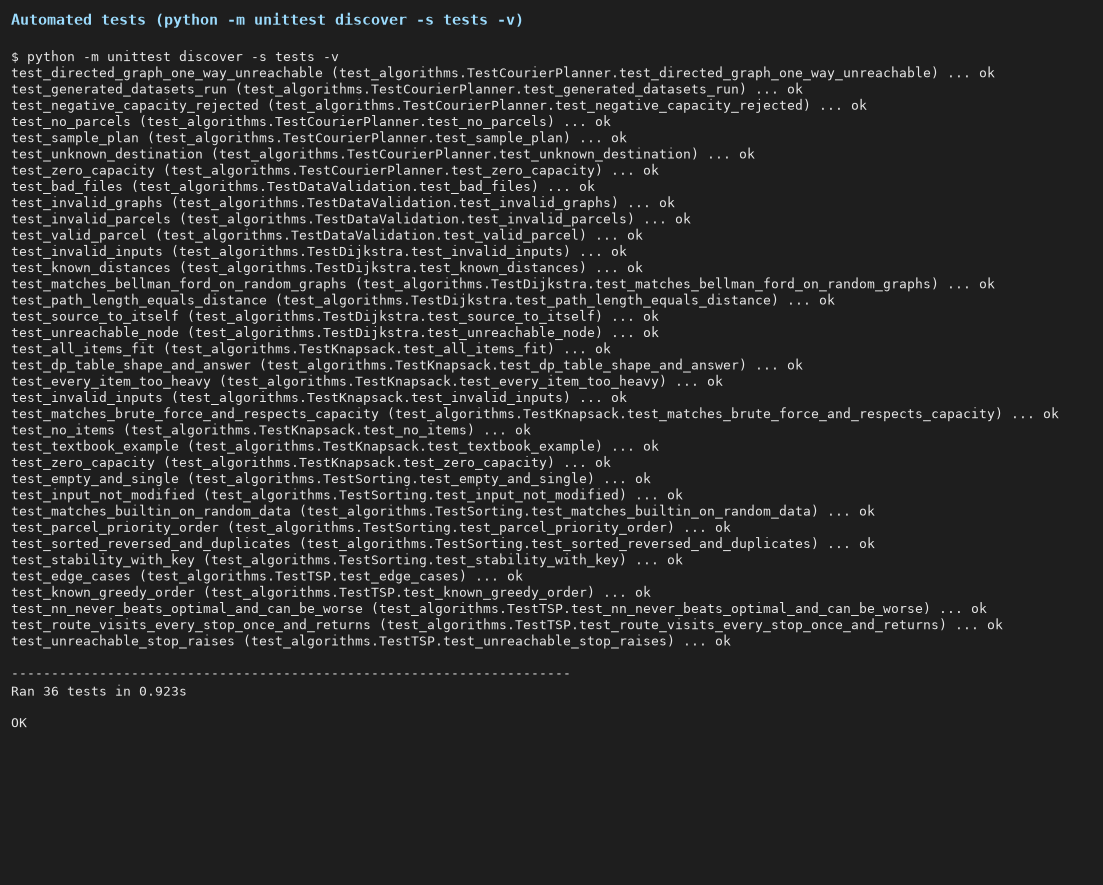 Automated tests (python -m unittest discover -s tests -v)
$ python -m unittest discover -s tests -v
test_directed_graph_one_way_unreachable (test_algorithms.TestCourierPlanner.test_directed_graph_one_way_unreachable) ... ok
test_generated_datasets_run (test_algorithms.TestCourierPlanner.test_generated_datasets_run) ... ok
test_negative_capacity_rejected (test_algorithms.TestCourierPlanner.test_negative_capacity_rejected) ... ok
test_no_parcels (test_algorithms.TestCourierPlanner.test_no_parcels) ... ok
test_sample_plan (test_algorithms.TestCourierPlanner.test_sample_plan) ... ok
test_unknown_destination (test_algorithms.TestCourierPlanner.test_unknown_destination) ... ok
test_zero_capacity (test_algorithms.TestCourierPlanner.test_zero_capacity) ... ok
test_bad_files (test_algorithms.TestDataValidation.test_bad_files) ... ok
test_invalid_graphs (test_algorithms.TestDataValidation.test_invalid_graphs) ... ok
test_invalid_parcels (test_algorithms.TestDataValidation.test_invalid_parcels) ... ok
test_valid_parcel (test_algorithms.TestDataValidation.test_valid_parcel) ... ok
test_invalid_inputs (test_algorithms.TestDijkstra.test_invalid_inputs) ... ok
test_known_distances (test_algorithms.TestDijkstra.test_known_distances) ... ok
test_matches_bellman_ford_on_random_graphs (test_algorithms.TestDijkstra.test_matches_bellman_ford_on_random_graphs) ... ok
test_path_length_equals_distance (test_algorithms.TestDijkstra.test_path_length_equals_distance) ... ok
test_source_to_itself (test_algorithms.TestDijkstra.test_source_to_itself) ... ok
test_unreachable_node (test_algorithms.TestDijkstra.test_unreachable_node) ... ok
test_all_items_fit (test_algorithms.TestKnapsack.test_all_items_fit) ... ok
test_dp_table_shape_and_answer (test_algorithms.TestKnapsack.test_dp_table_shape_and_answer) ... ok
test_every_item_too_heavy (test_algorithms.TestKnapsack.test_every_item_too_heavy) ... ok
test_invalid_inputs (test_algorithms.TestKnapsack.test_invalid_inputs) ... ok
test_matches_brute_force_and_respects_capacity (test_algorithms.TestKnapsack.test_matches_brute_force_and_respects_capacity) ... ok
test_no_items (test_algorithms.TestKnapsack.test_no_items) ... ok
test_textbook_example (test_algorithms.TestKnapsack.test_textbook_example) ... ok
test_zero_capacity (test_algorithms.TestKnapsack.test_zero_capacity) ... ok
test_empty_and_single (test_algorithms.TestSorting.test_empty_and_single) ... ok
test_input_not_modified (test_algorithms.TestSorting.test_input_not_modified) ... ok
test_matches_builtin_on_random_data (test_algorithms.TestSorting.test_matches_builtin_on_random_data) ... ok
test_parcel_priority_order (test_algorithms.TestSorting.test_parcel_priority_order) ... ok
test_sorted_reversed_and_duplicates (test_algorithms.TestSorting.test_sorted_reversed_and_duplicates) ... ok
test_stability_with_key (test_algorithms.TestSorting.test_stability_with_key) ... ok
test_edge_cases (test_algorithms.TestTSP.test_edge_cases) ... ok
test_known_greedy_order (test_algorithms.TestTSP.test_known_greedy_order) ... ok
test_nn_never_beats_optimal_and_can_be_worse (test_algorithms.TestTSP.test_nn_never_beats_optimal_and_can_be_worse) ... ok
test_route_visits_every_stop_once_and_returns (test_algorithms.TestTSP.test_route_visits_every_stop_once_and_returns) ... ok
test_unreachable_stop_raises (test_algorithms.TestTSP.test_unreachable_stop_raises) ... ok
----------------------------------------------------------------------
Ran 36 tests in 0.923s
OK